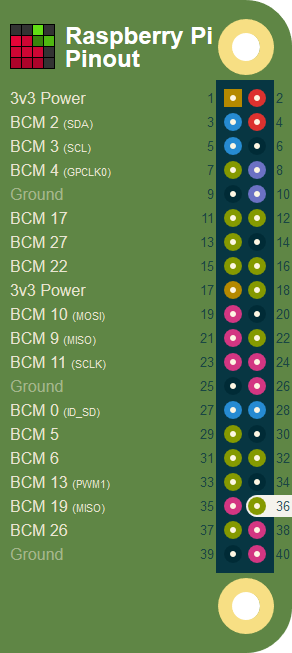 Raspberry Pi
Pinout
3v3 Power 1 2
BCM 2 (SDA) 3 4
BCM 3 (SCL) 5 6
BCM 4 (GPCLK0) 7 8
Ground 9 10
BCM 17 11 12
BCM 27 13 14
BCM 22 15 16
3v3 Power 17 18
BCM 10 (MOSI) 19 20
BCM 9 (MISO) 21 22
BCM 11 (SCLK) 23 24
Ground 25 26
BCM 0 (ID_SD) 27 28
BCM 5 29 30
BCM 6 31 32
BCM 13 (PWM1) 33 34
BCM 19 (MISO) 35 36
BCM 26 37 38
Ground 39 40